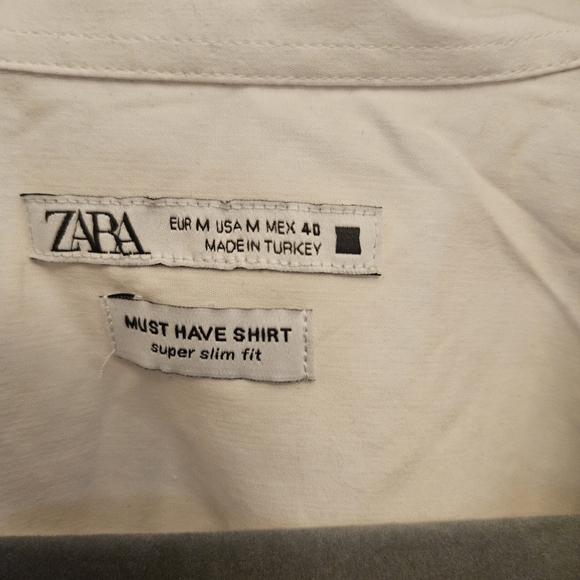 ZARA
EUR M USA M MEX 40
MADE IN TURKEY
MUST HAVE SHIRT
super slim fit